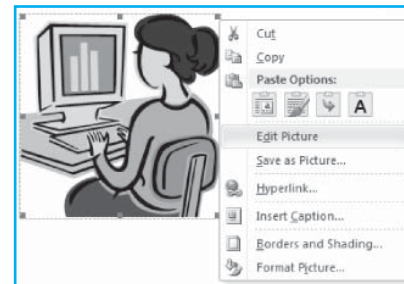 Cut
Copy
Paste Options:
A
Edit Picture
Save as Picture...
Hyperlink...
Insert Caption...
Borders and Shading...
Format Picture...